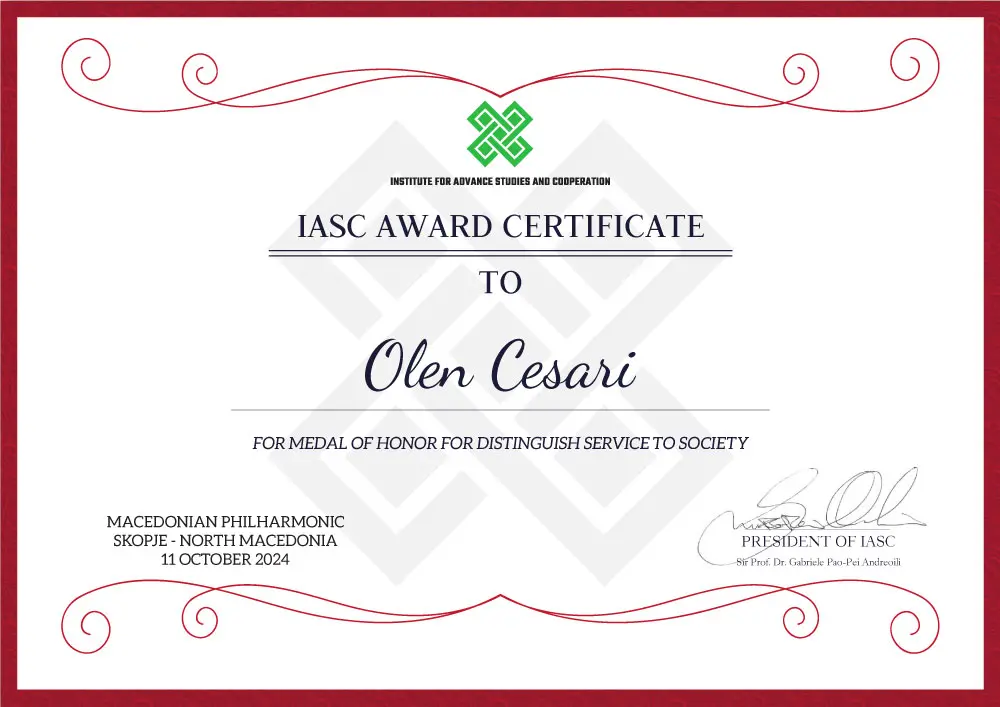 INSTITUTE FOR ADVANCE STUDIES AND COOPERATION
IASC AWARD CERTIFICATE
TO
Olen Cesari
FOR MEDAL OF HONOR FOR DISTINGUISH SERVICE TO SOCIETY
MACEDONIAN PHILHARMONIC
SKOPJE - NORTH MACEDONIA
11 OCTOBER 2024
PRESIDENT OF IASC
Sir Prof. Dr. Gabriele Pao-Pei Andreoili